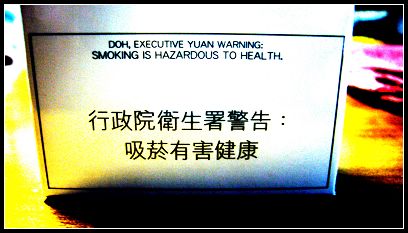 DOH, EXECUTIVE YUAN WARNING:
SMOKING IS HAZARDOUS TO HEALTH.
行政院衛生署警告：
吸菸有害健康